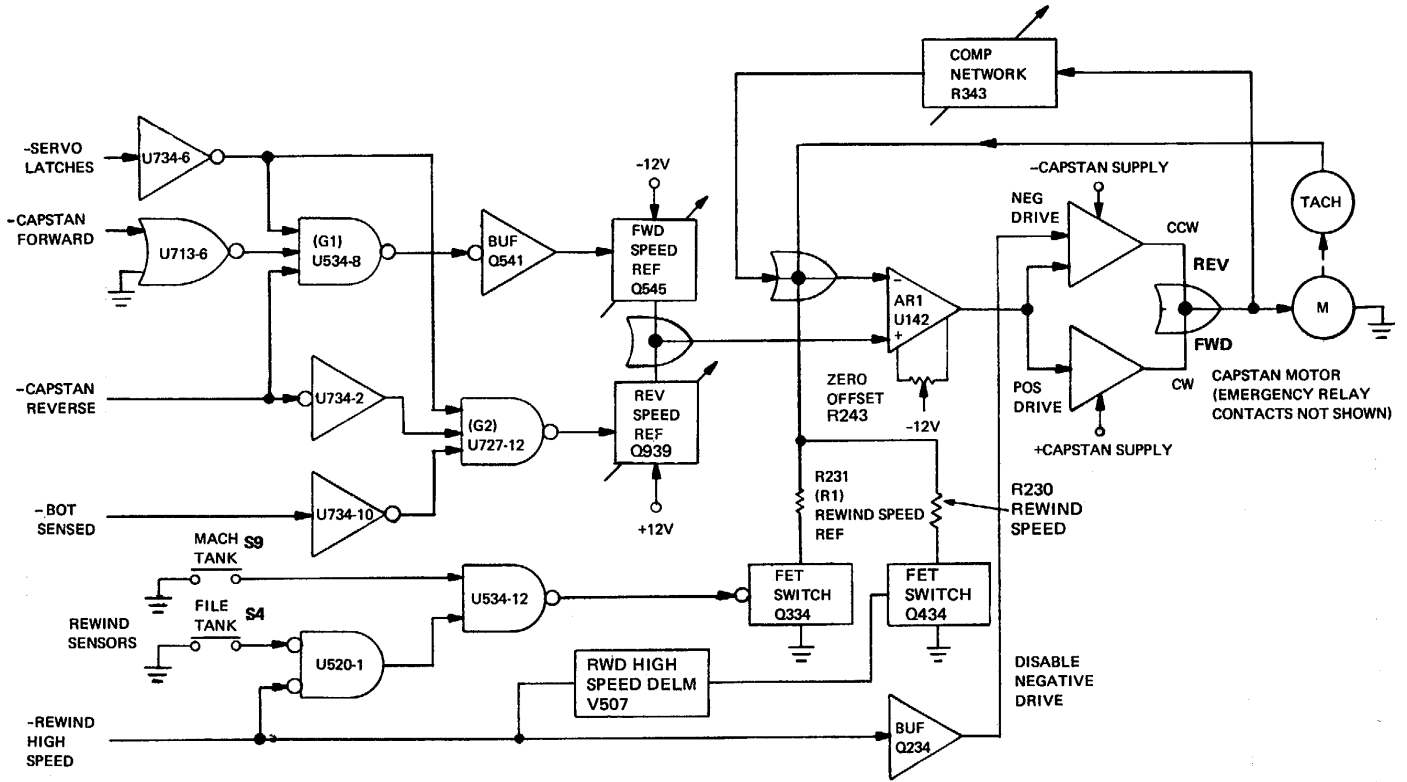 COMP
NETWORK
R343
-SERVO
LATCHES
U734-6
-12V
-CAPSTAN SUPPLY
NEG
DRIVE
TACH
-CAPSTAN
FORWARD
U713-6
(G1)
U534-8
BUF
Q541
FWD
SPEED
REF
Q545
CCW
REV
AR1
U142
-
+
M
FWD
CW
CAPSTAN MOTOR
(EMERGENCY RELAY
CONTACTS NOT SHOWN)
-CAPSTAN
REVERSE
U734-2
(G2)
U727-12
REV
SPEED
REF
Q939
ZERO
OFFSET
R243
-12V
POS
DRIVE
+CAPSTAN SUPPLY
-BOT
SENSED
U734-10
+12V
R231
(R1)
REWIND SPEED
REF
R230
REWIND
SPEED
MACH
TANK
S9
U534-12
FET
SWITCH
Q334
FET
SWITCH
Q434
REWIND
SENSORS
FILE
TANK
S4
U520-1
RWD HIGH
SPEED DELM
V507
DISABLE
NEGATIVE
DRIVE
-REWIND
HIGH
SPEED
BUF
Q234